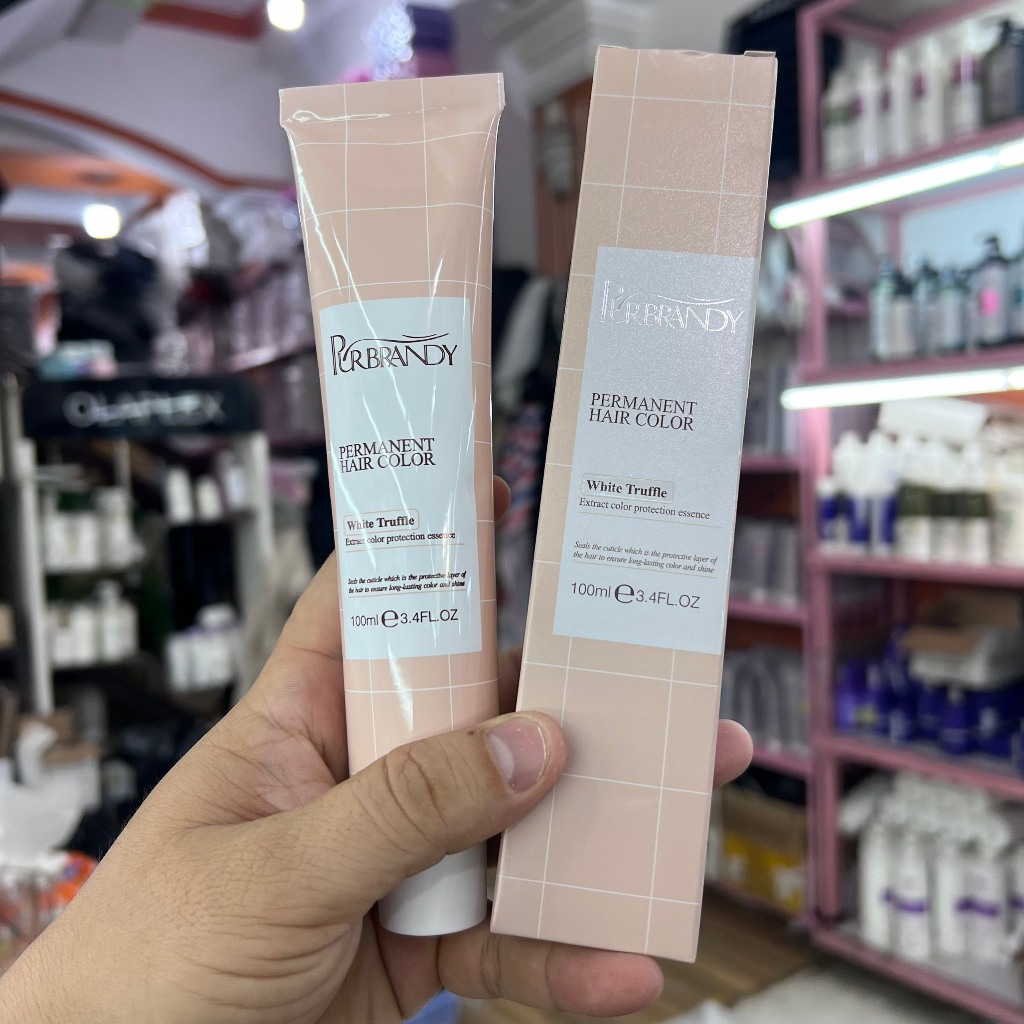 PURBRANDY
PERMANENT
HAIR COLOR
White Truffle
Extract color protection essence
Seals the cuticle which is the protective layer of
the hair to ensure long-lasting color and shine
100ml ℮ 3.4FL.OZ
PURBRANDY
PERMANENT
HAIR COLOR
White Truffle
Extract color protection essence
Seals the cuticle which is the protective layer of
the hair to ensure long-lasting color and shine
100ml ℮ 3.4FL.OZ
OLAPLEX